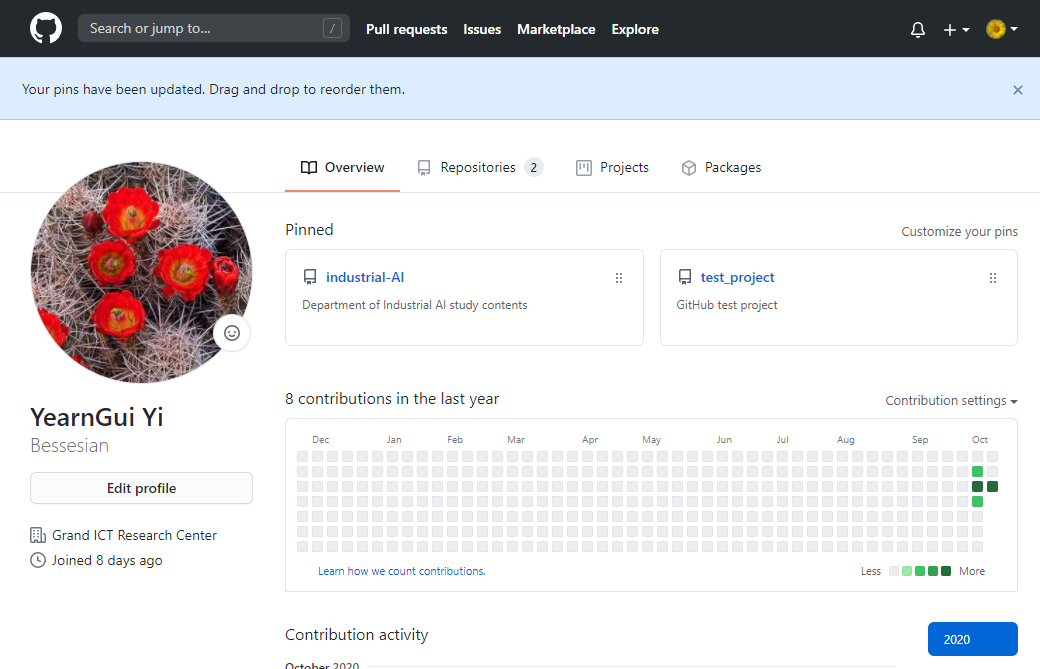 Search or jump to...
/
Pull requests
Issues
Marketplace
Explore
Your pins have been updated. Drag and drop to reorder them.
Overview
Repositories 2
Projects
Packages
YearnGui Yi
Bessesian
Edit profile
Grand ICT Research Center
Joined 8 days ago
Pinned
Customize your pins
industrial-AI
Department of Industrial AI study contents
test_project
GitHub test project
8 contributions in the last year
Contribution settings
Dec Jan Feb Mar Apr May Jun Jul Aug Sep Oct
Learn how we count contributions.
Less
More
Contribution activity
2020
October 2020